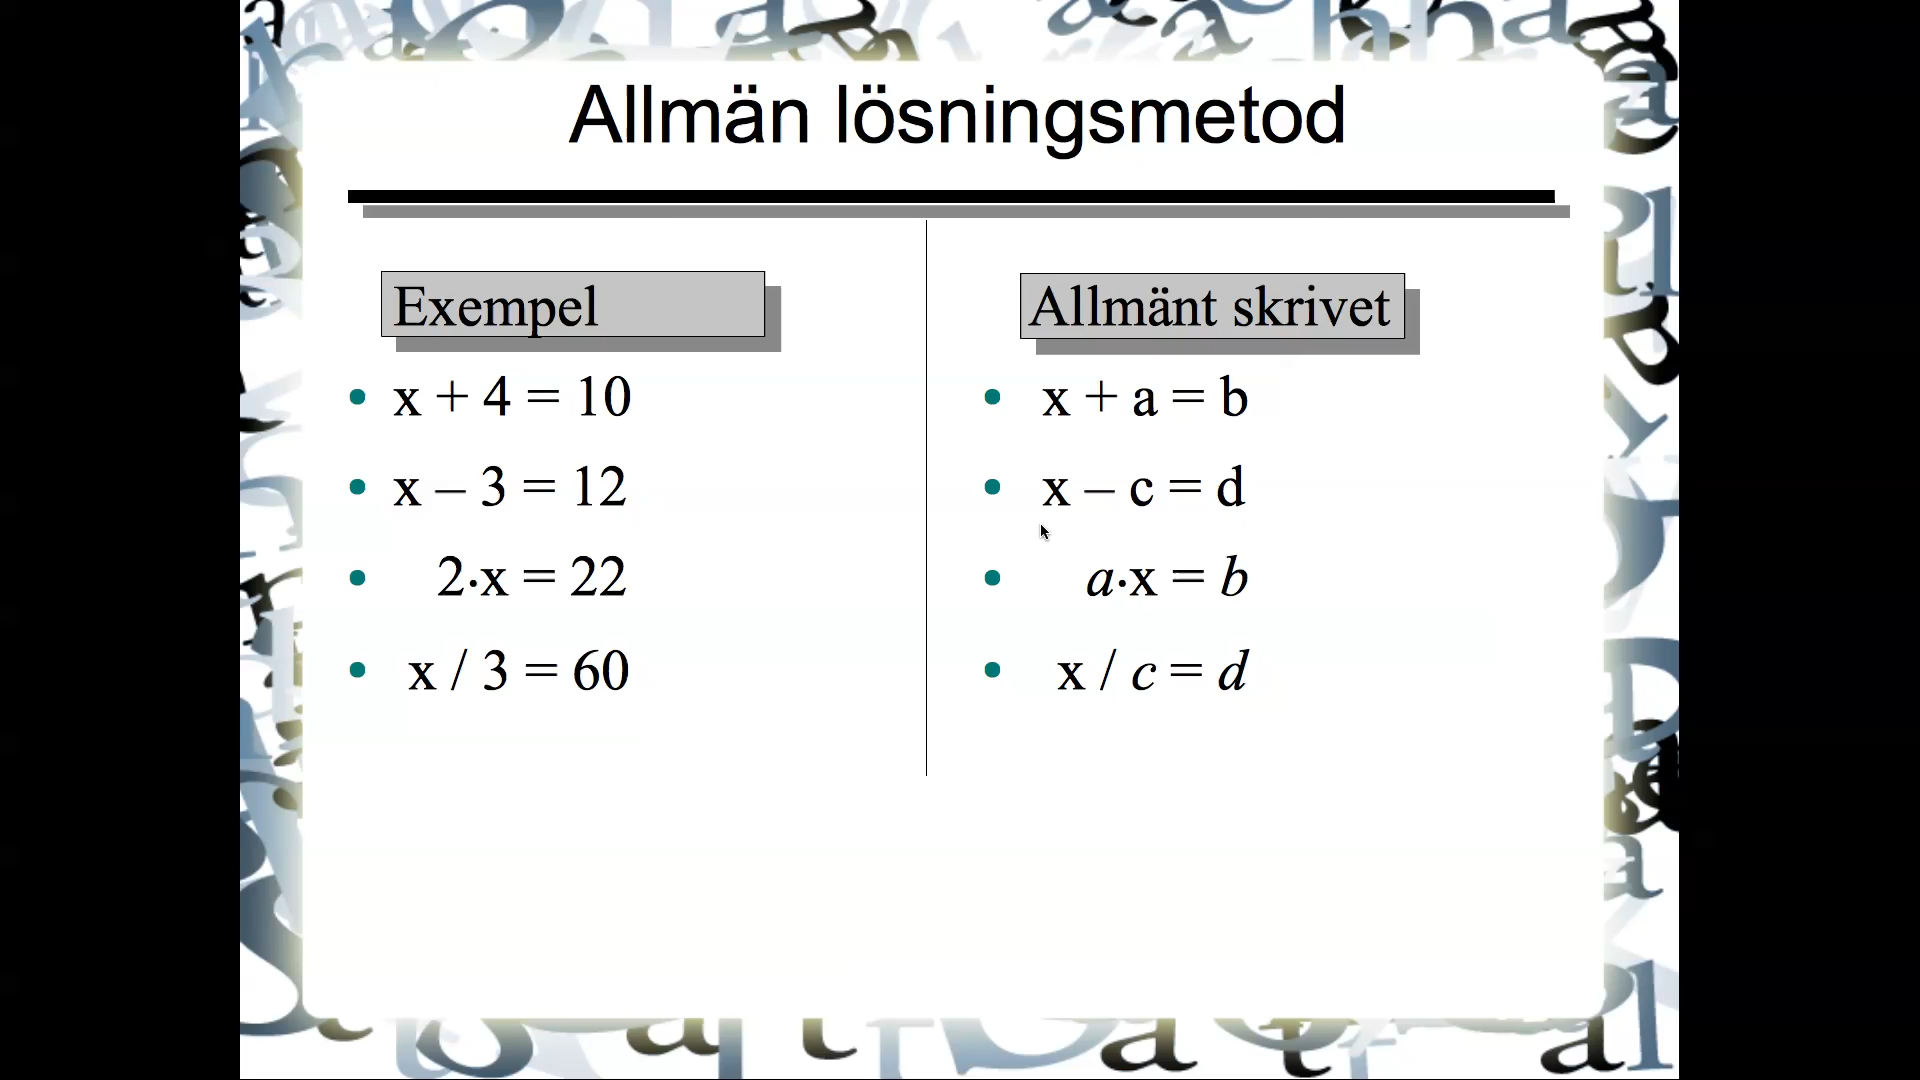 Allmän lösningsmetod
Exempel
• x + 4 = 10
• x – 3 = 12
• 2·x = 22
• x / 3 = 60
Allmänt skrivet
• x + a = b
• x – c = d
• a·x = b
• x / c = d